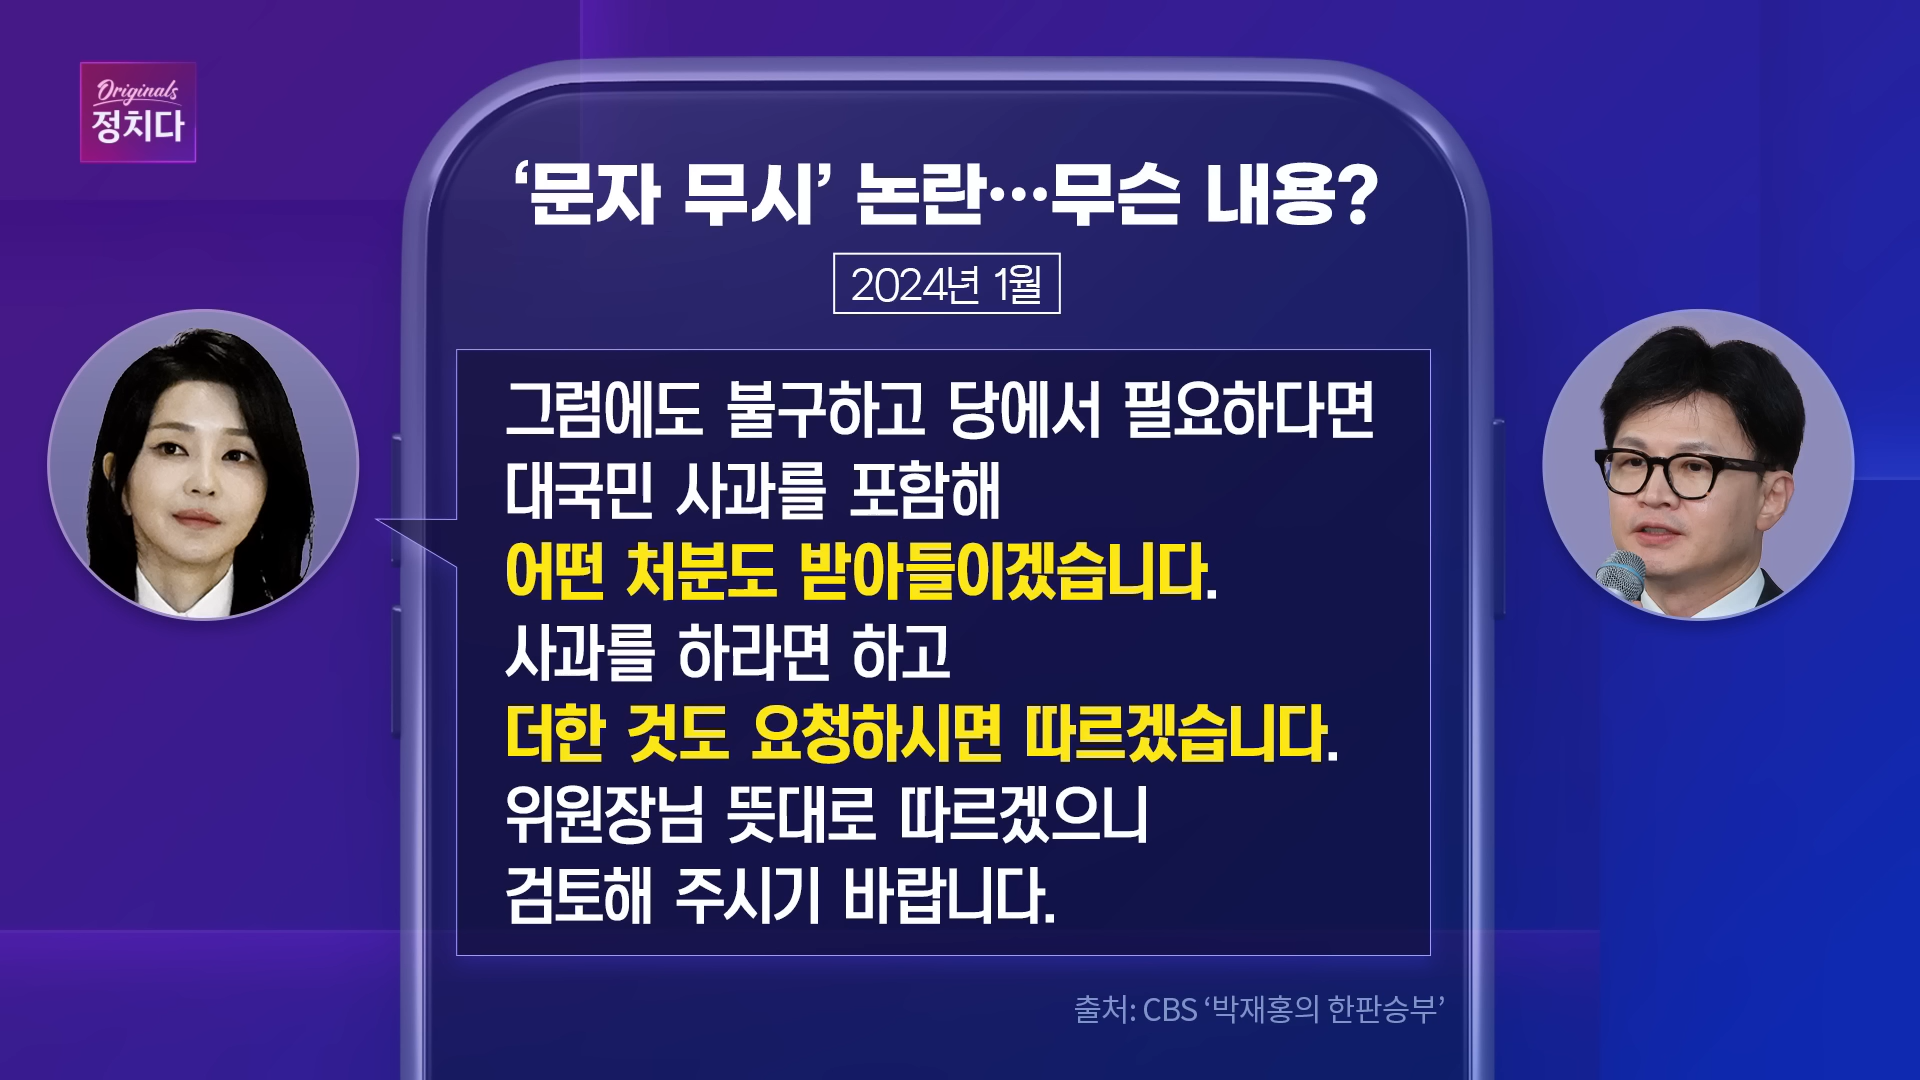 Originals
정치다
‘문자 무시’ 논란…무슨 내용?
2024년 1월
그럼에도 불구하고 당에서 필요하다면
대국민 사과를 포함해
어떤 처분도 받아들이겠습니다.
사과를 하라면 하고
더한 것도 요청하시면 따르겠습니다.
위원장님 뜻대로 따르겠으니
검토해 주시기 바랍니다.
출처: CBS ‘박재홍의 한판승부’